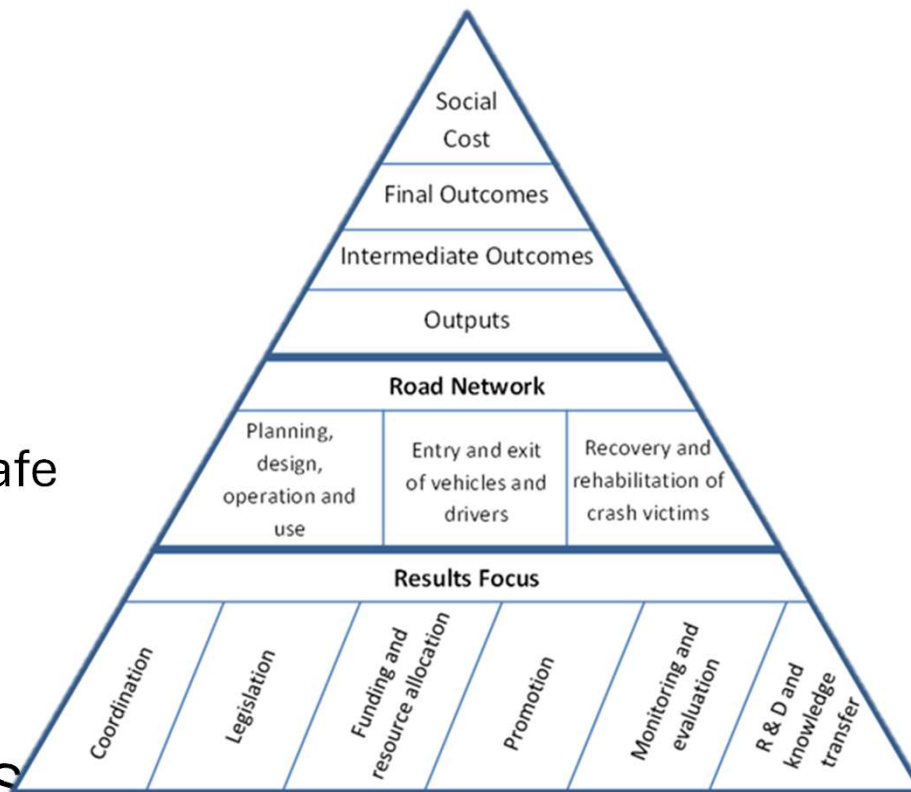 Social
Cost
Final Outcomes
Intermediate Outcomes
Outputs
Road Network
Planning,
design,
operation and
use
Entry and exit
of vehicles and
drivers
Recovery and
rehabilitation of
crash victims
afe
Results Focus
Coordination
Legislation
Funding and
resource allocation
Promotion
Monitoring and
evaluation
R & D and
knowledge
transfer